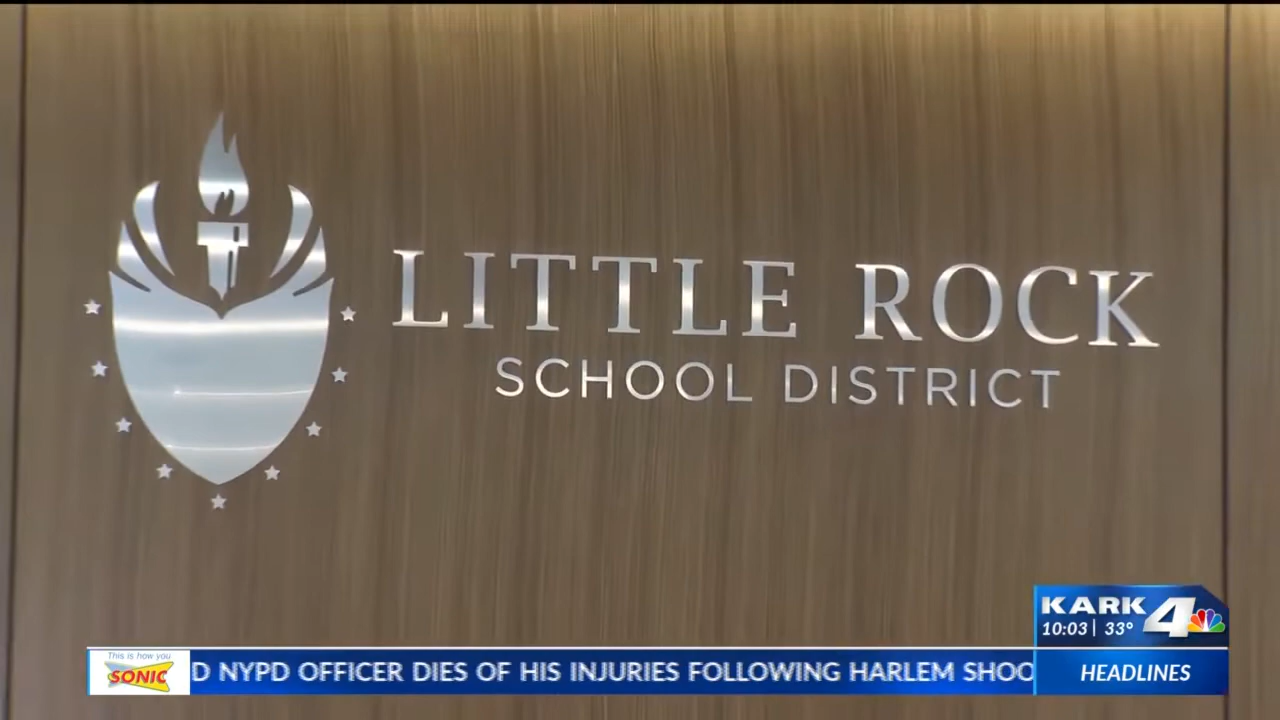 LITTLE ROCK
SCHOOL DISTRICT
KARK 4
10:03 | 33°
This is how you
SONIC
D NYPD OFFICER DIES OF HIS INJURIES FOLLOWING HARLEM SHOO
HEADLINES